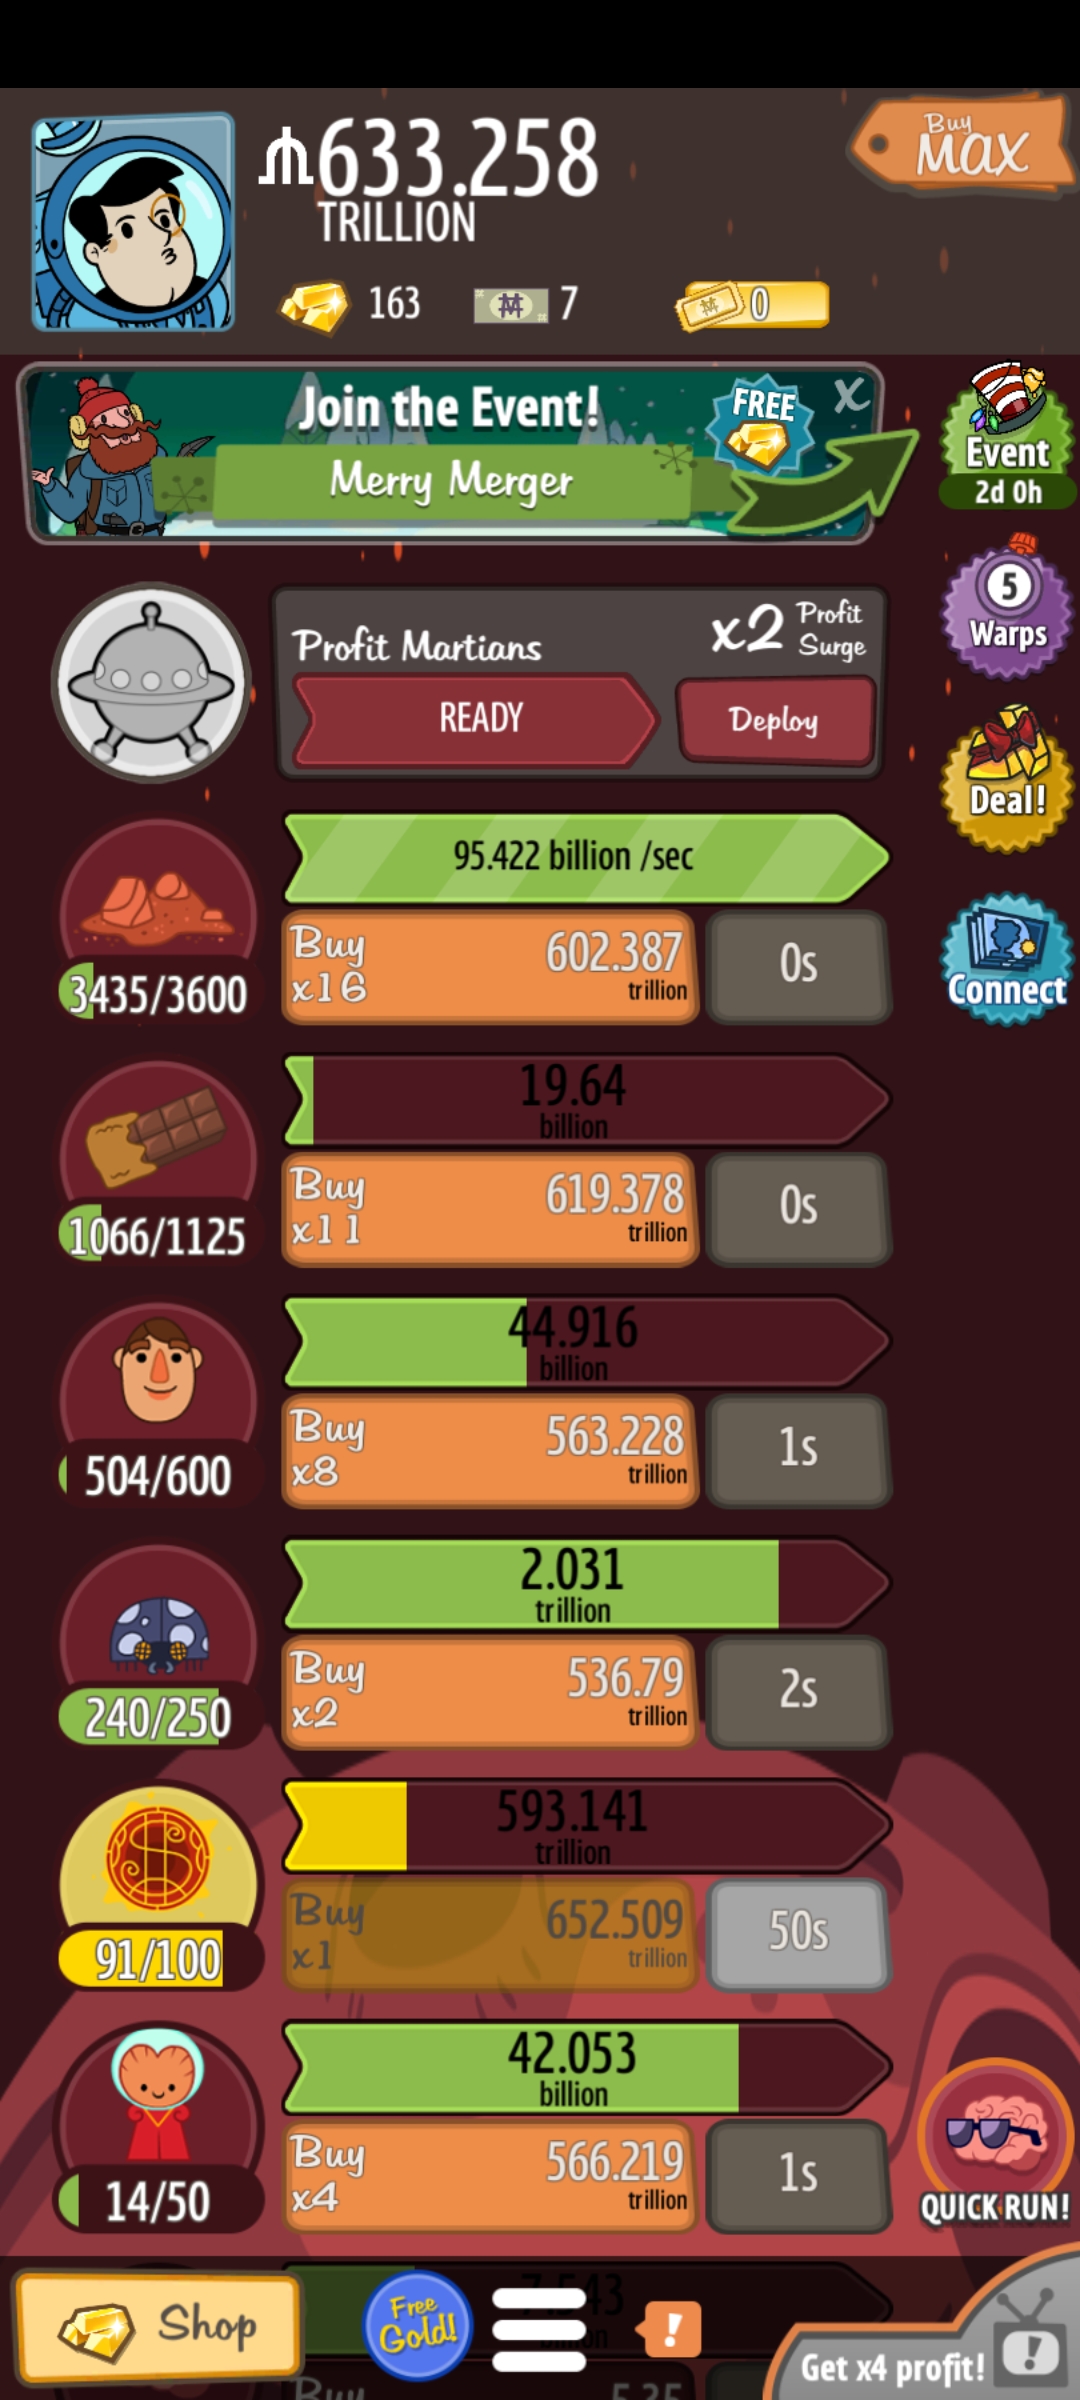 633.258
TRILLION
Buy
MAX
163
7
0
Join the Event!
Merry Merger
FREE
X
Event
2d 0h
5
Warps
Profit Martians
x2 Profit Surge
READY
Deploy
Deal!
95.422 billion /sec
Buy
x16
602.387
trillion
0s
3435/3600
Connect
19.64
billion
Buy
x11
619.378
trillion
0s
1066/1125
44.916
billion
Buy
x8
563.228
trillion
1s
504/600
2.031
trillion
Buy
x2
536.79
trillion
2s
240/250
593.141
trillion
Buy
x1
652.509
trillion
50s
91/100
42.053
billion
Buy
x4
566.219
trillion
1s
14/50
QUICK RUN!
Shop
Free
Gold!
!
Get x4 profit!
!
Buy
5.35